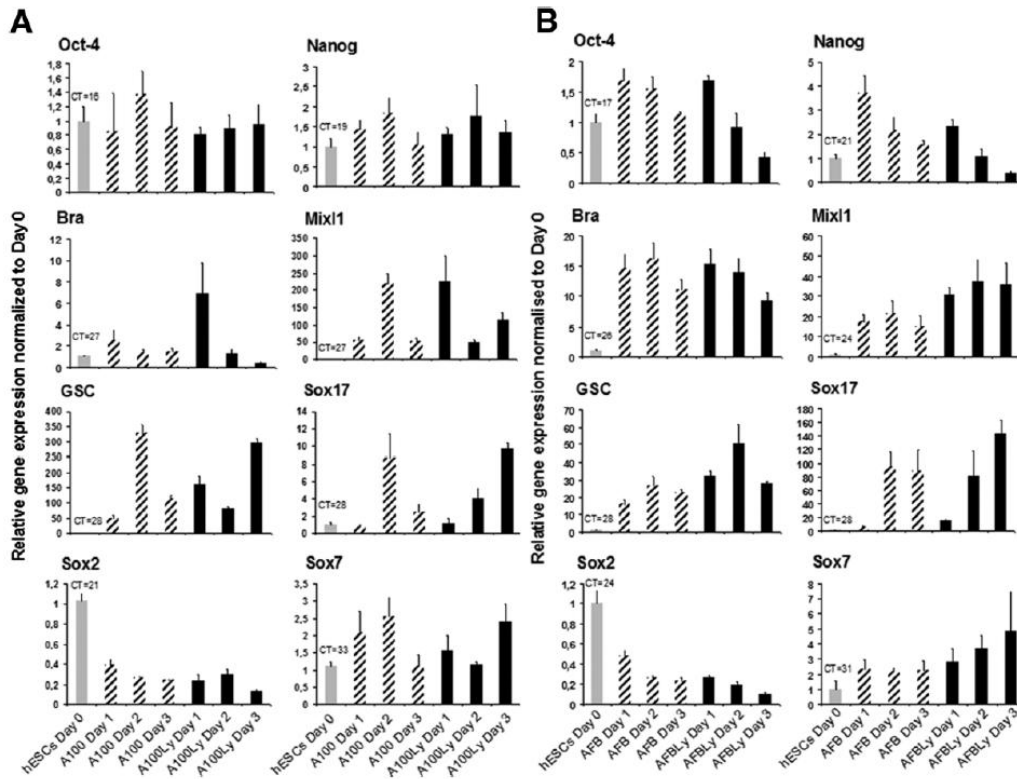 A
B
Oct-4
Nanog
Oct-4
Nanog
1,8
1,6
1,4
1,2
1
0,8
0,6
0,4
0,2
0
CT=16
3
2,5
2
1,5
1
0,5
0
CT=19
2
1,5
1
0,5
0
CT=17
5
4
3
2
1
0
CT=21
Bra
Mixl1
Bra
Mixl1
12
10
8
6
4
2
0
CT=27
350
300
250
200
150
100
50
0
CT=27
20
15
10
5
0
CT=26
60
50
40
30
20
10
0
CT=24
GSC
Sox17
GSC
Sox17
400
350
300
250
200
150
100
50
0
CT=28
14
12
10
8
6
4
2
0
CT=28
70
60
50
40
30
20
10
0
CT=28
180
160
140
120
100
80
60
40
20
0
CT=28
Sox2
Sox7
Sox2
Sox7
1,2
1
0,8
0,6
0,4
0,2
0
CT=21
3,5
3
2,5
2
1,5
1
0,5
0
CT=33
1,2
1
0,8
0,6
0,4
0,2
0
CT=24
8
7
6
5
4
3
2
1
0
CT=31
Relative gene expression normalized to Day 0
Relative gene expression normalised to Day 0
hESCs Day 0
A100 Day 1
A100 Day 2
A100 Day 3
A100Ly Day 1
A100Ly Day 2
A100Ly Day 3
hESCs Day 0
A100 Day 1
A100 Day 2
A100 Day 3
A100Ly Day 1
A100Ly Day 2
A100Ly Day 3
hESCs Day 0
AFB Day 1
AFB Day 2
AFB Day 3
AFBLy Day 1
AFBLy Day 2
AFBLy Day 3
hESCs Day 0
AFB Day 1
AFB Day 2
AFB Day 3
AFBLy Day 1
AFBLy Day 2
AFBLy Day 3